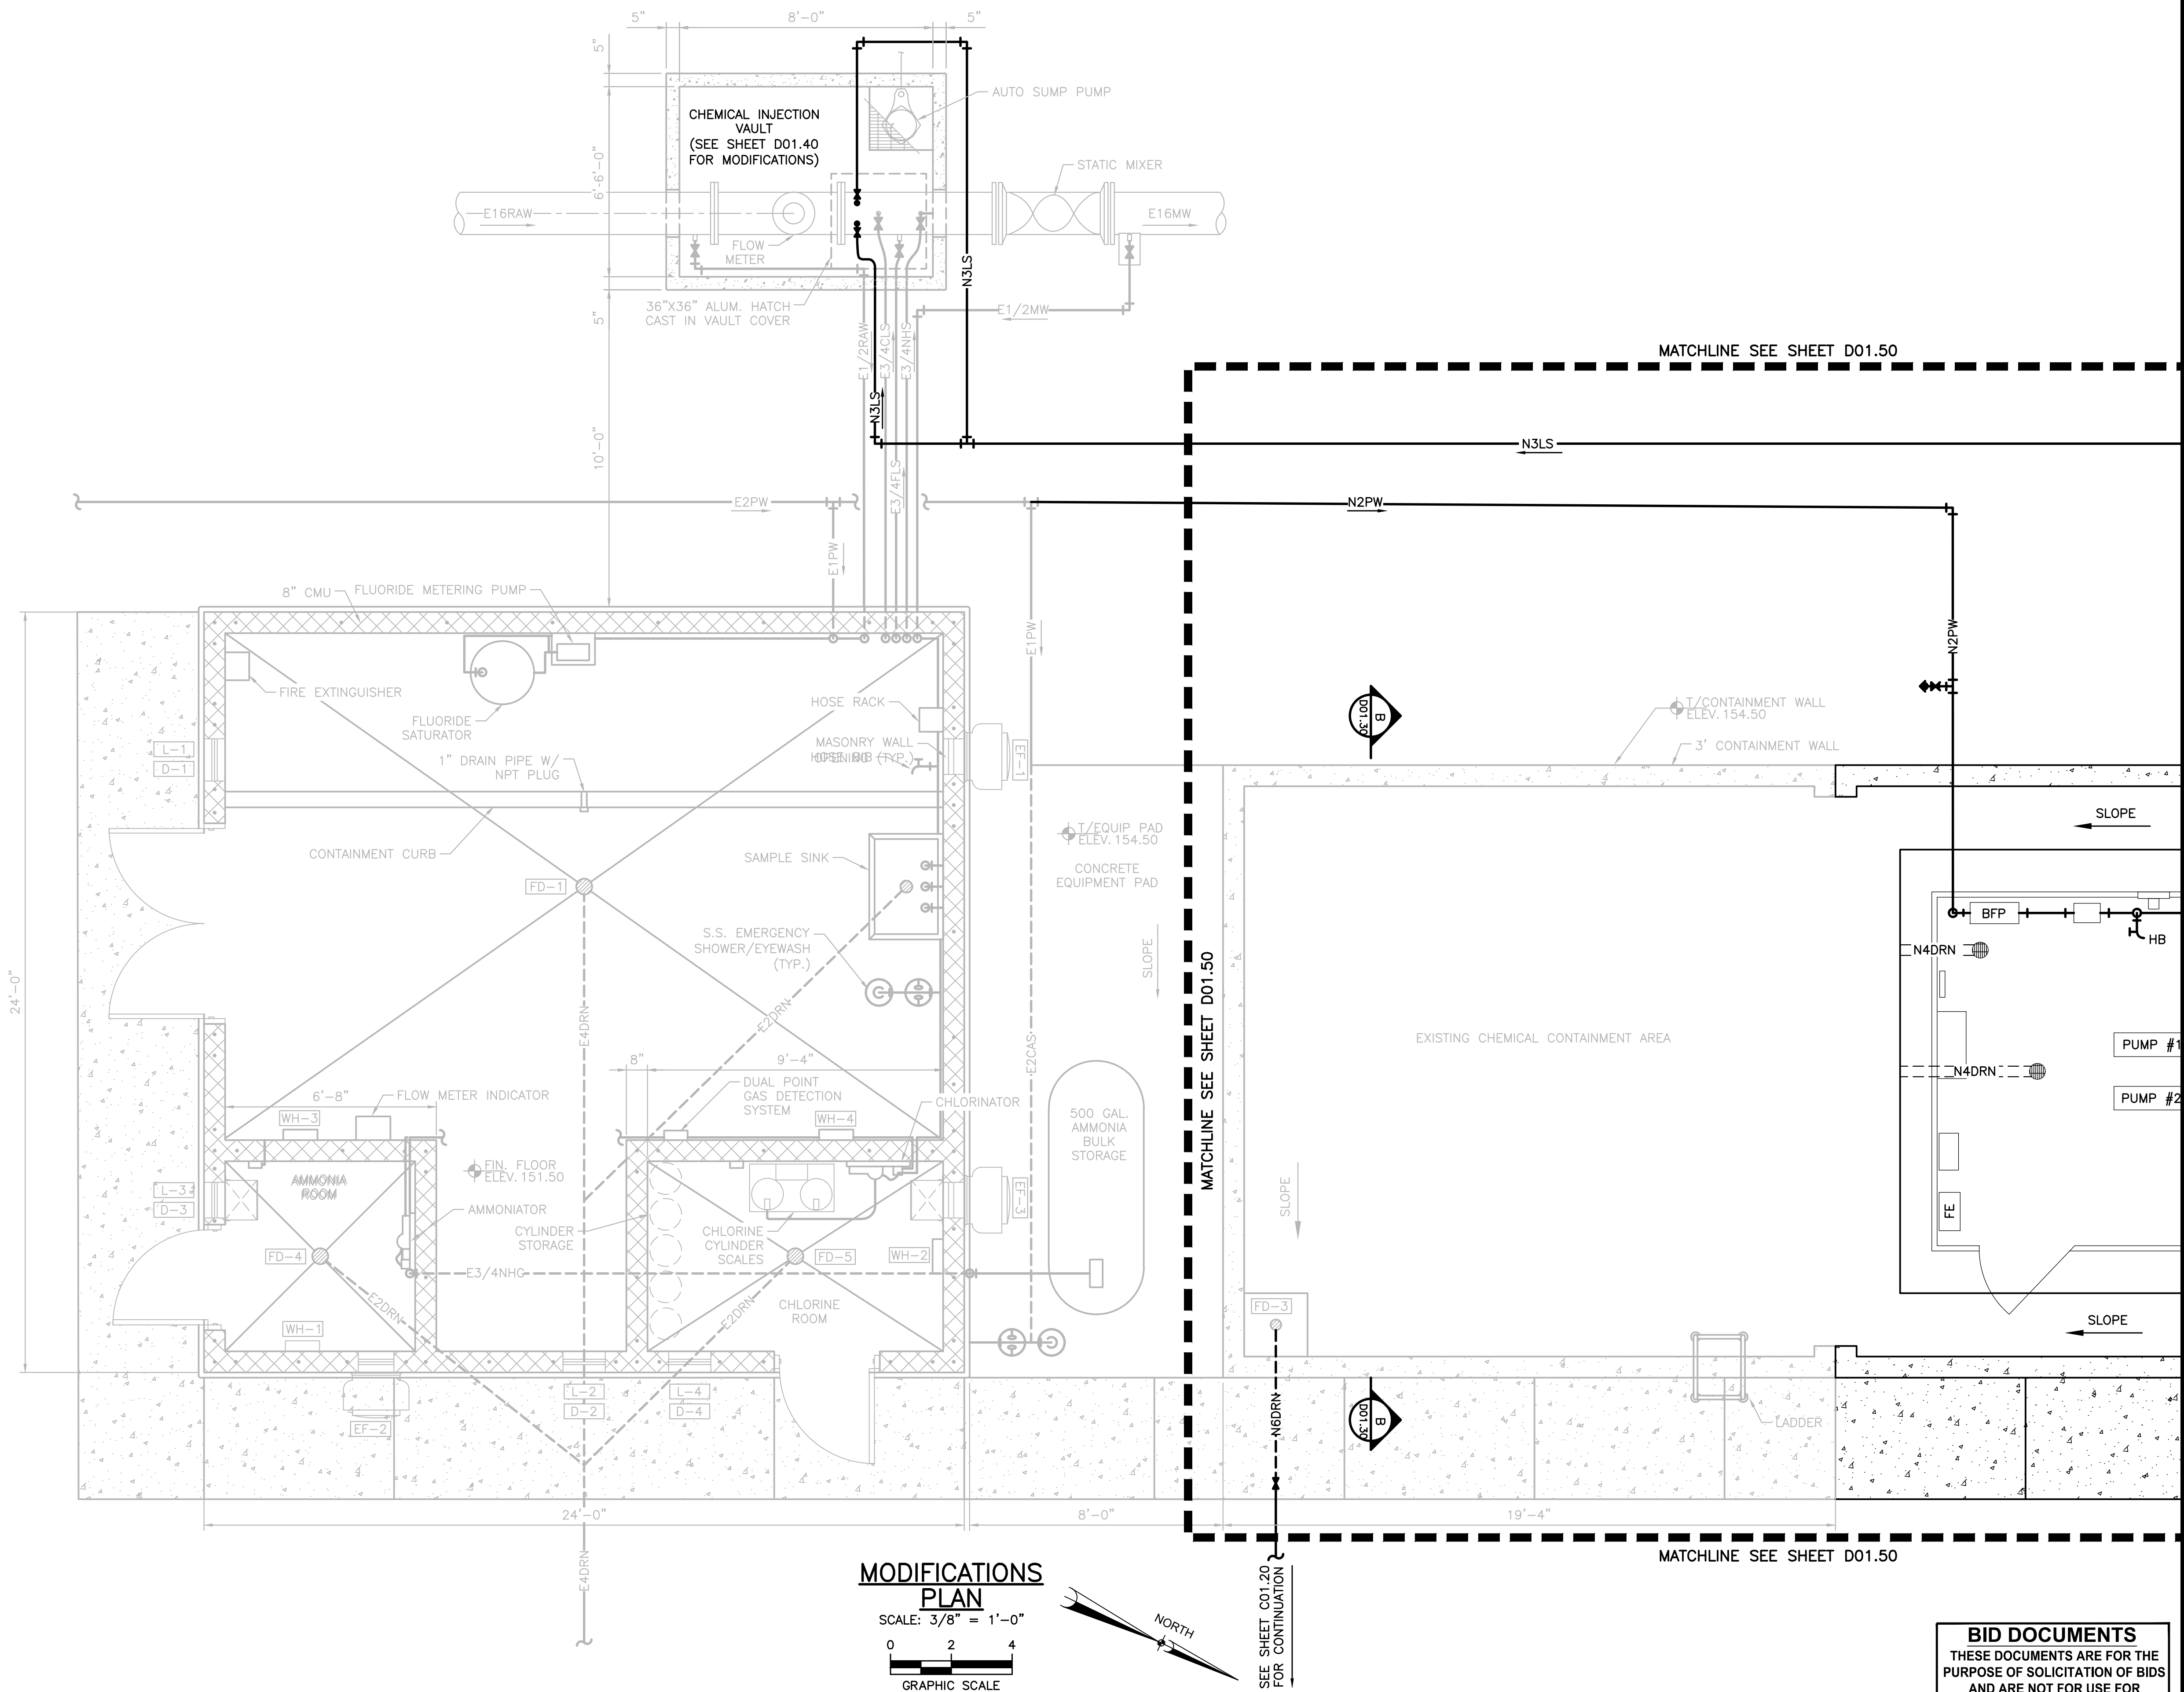 5"
8'-0"
5"
5"
AUTO SUMP PUMP
CHEMICAL INJECTION
VAULT
(SEE SHEET D01.40
FOR MODIFICATIONS)
6'-6'-0"
STATIC MIXER
E16RAW
E16MW
FLOW
METER
N3LS
36"X36" ALUM. HATCH
CAST IN VAULT COVER
5"
E1/2MW
E1/2RAW
E3/4CLS
E3/4NHS
MATCHLINE SEE SHEET D01.50
N3LS
10'-0"
N3LS
E3/4FLS
E2PW
N2PW
E1PW
E1PW
N2PW
8" CMU
FLUORIDE METERING PUMP
FIRE EXTINGUISHER
FLUORIDE
SATURATOR
HOSE RACK
T/CONTAINMENT WALL
ELEV. 154.50
B
D01.30
L-1
D-1
1" DRAIN PIPE W/
NPT PLUG
MASONRY WALL
OPENING (TYP.)
HOSE BIB
EF-1
3' CONTAINMENT WALL
SLOPE
T/EQUIP PAD
ELEV. 154.50
CONTAINMENT CURB
SAMPLE SINK
CONCRETE
EQUIPMENT PAD
FD-1
BFP
HB
S.S. EMERGENCY
SHOWER/EYEWASH
(TYP.)
SLOPE
N4DRN
24'-0"
MATCHLINE SEE SHEET D01.50
E4DRN
E2DRN
E2CAS
EXISTING CHEMICAL CONTAINMENT AREA
PUMP #1
8"
9'-4"
N4DRN
6'-8"
FLOW METER INDICATOR
DUAL POINT
GAS DETECTION
SYSTEM
CHLORINATOR
PUMP #2
WH-3
WH-4
500 GAL.
AMMONIA
BULK
STORAGE
FIN. FLOOR
ELEV. 151.50
AMMONIA
ROOM
L-3
D-3
EF-3
SLOPE
AMMONIATOR
FE
CYLINDER
STORAGE
CHLORINE
CYLINDER
SCALES
FD-4
FD-5
WH-2
E3/4NHG
E2DRN
E2DRN
CHLORINE
ROOM
FD-3
WH-1
SLOPE
L-2
D-2
L-4
D-4
EF-2
N6DRN
B
D01.30
LADDER
24'-0"
8'-0"
19'-4"
E4DRN
MATCHLINE SEE SHEET D01.50
MODIFICATIONS
PLAN
SCALE: 3/8" = 1'-0"
0 2 4
GRAPHIC SCALE
NORTH
SEE SHEET C01.20
FOR CONTINUATION
BID DOCUMENTS
THESE DOCUMENTS ARE FOR THE
PURPOSE OF SOLICITATION OF BIDS
AND ARE NOT FOR USE FOR